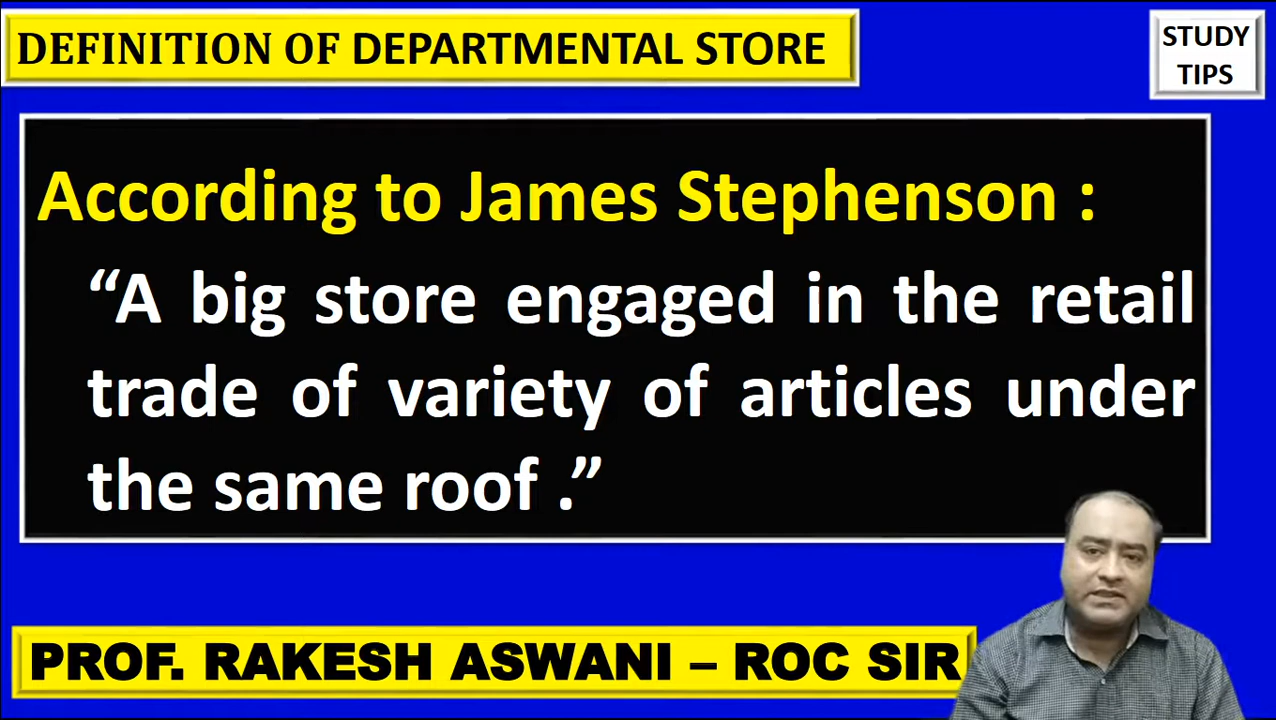 DEFINITION OF DEPARTMENTAL STORE
STUDY
TIPS
According to James Stephenson :
“A big store engaged in the retail
trade of variety of articles under
the same roof .”
PROF. RAKESH ASWANI – ROC SIR